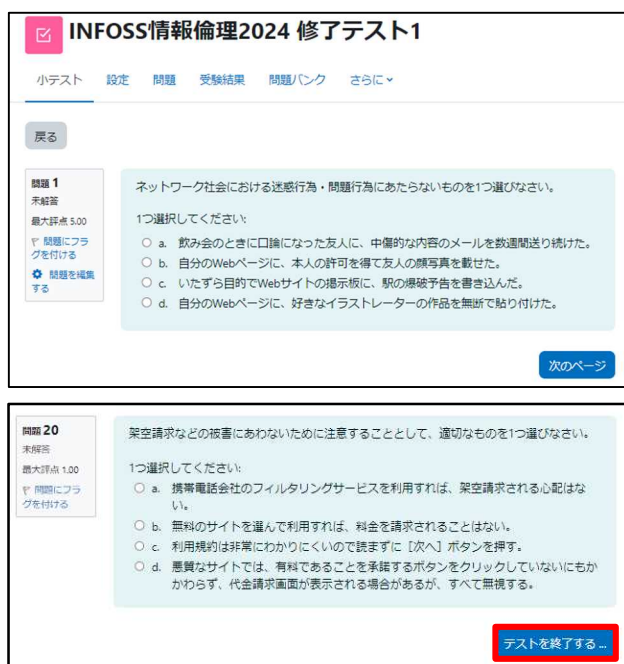 INFOSS情報倫理2024 修了テスト1
小テスト 設定 問題 受験結果 問題バンク さらに
戻る
問題 1
未解答
最大評点 5.00
問題にフラ
グを付ける
問題を編集
する
ネットワーク社会における迷惑行為・問題行為にあたらないものを1つ選びなさい。
1つ選択してください:
a. 飲み会のときに口論になった友人に、中傷的な内容のメールを数週間送り続けた。
b. 自分のWebページに、本人の許可を得て友人の顔写真を載せた。
c. いたずら目的でWebサイトの掲示板に、駅の爆破予告を書き込んだ。
d. 自分のWebページに、好きなイラストレーターの作品を無断で貼り付けた。
次のページ
問題 20
未解答
最大評点 1.00
問題にフラ
グを付ける
架空請求などの被害にあわないために注意することとして、適切なものを1つ選びなさい。
1つ選択してください:
a. 携帯電話会社のフィルタリングサービスを利用すれば、架空請求される心配はな
い。
b. 無料のサイトを選んで利用すれば、料金を請求されることはない。
c. 利用規約は非常にわかりにくいので読まずに［次へ］ボタンを押す。
d. 悪質なサイトでは、有料であることを承諾するボタンをクリックしていないにもか
かわらず、代金請求画面が表示される場合があるが、すべて無視する。
テストを終了する ...